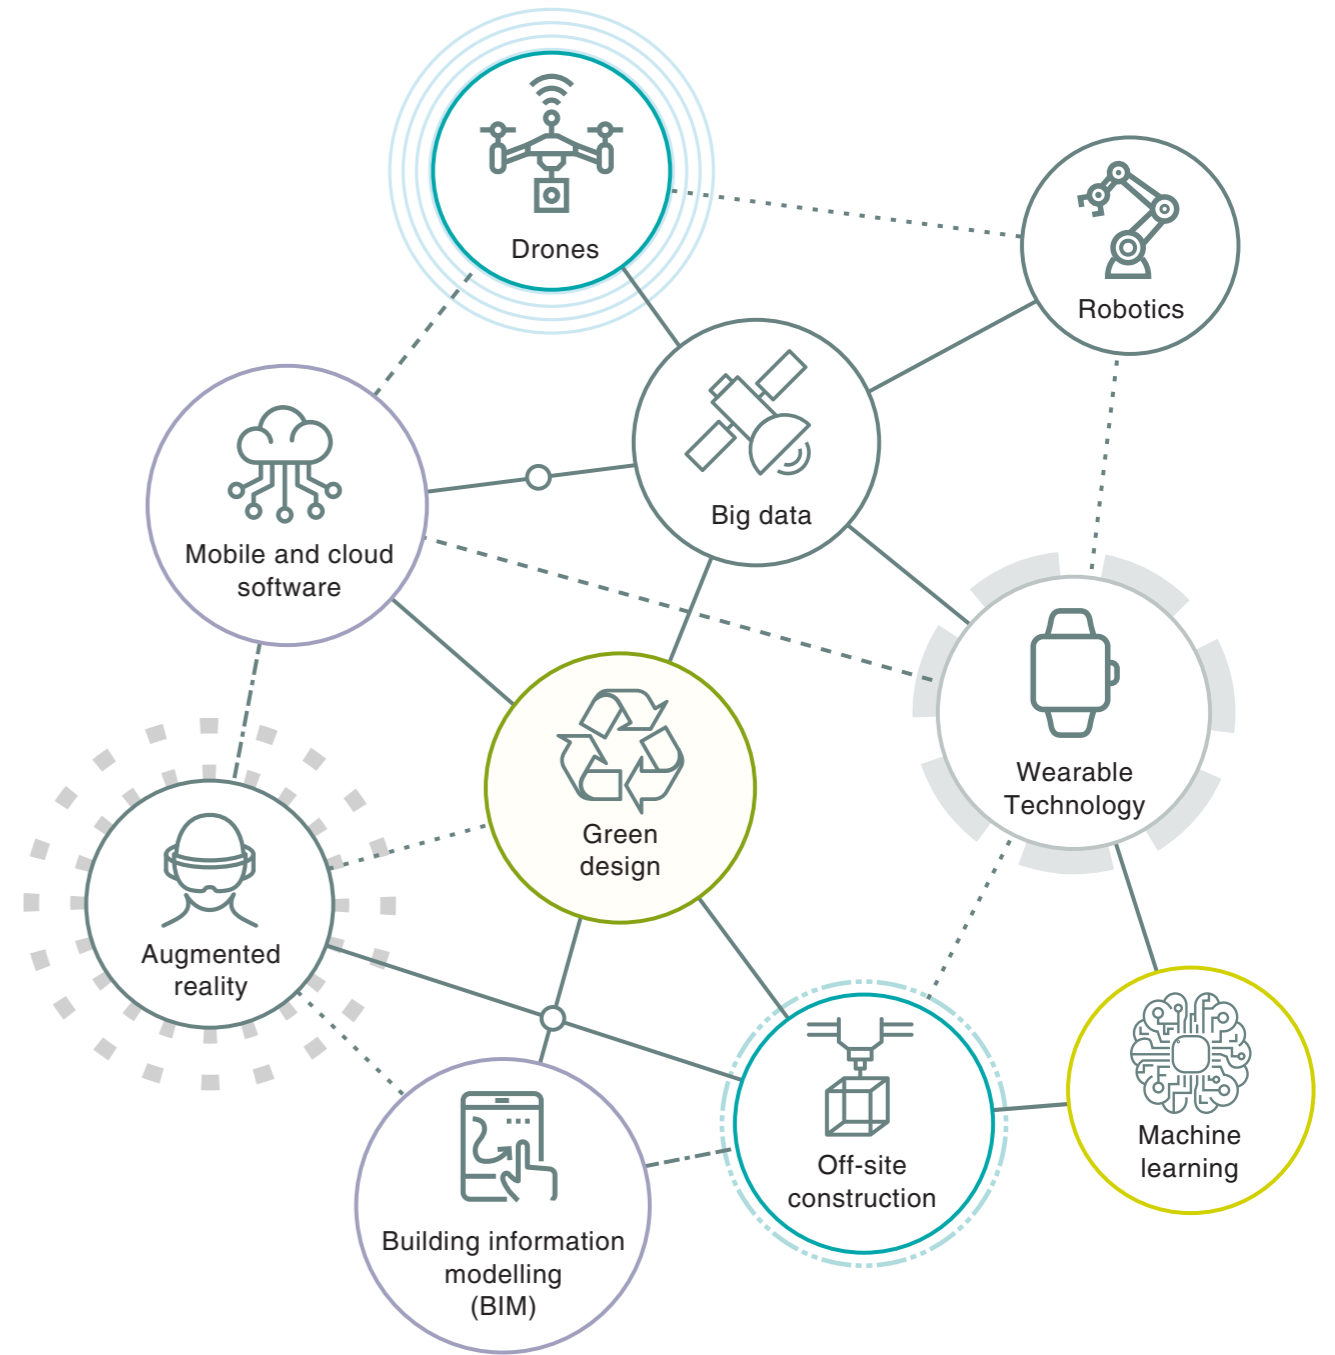 Drones
Robotics
Big data
Mobile and cloud
software
Wearable
Technology
Green
design
Augmented
reality
Machine
learning
Off-site
construction
Building information
modelling
(BIM)